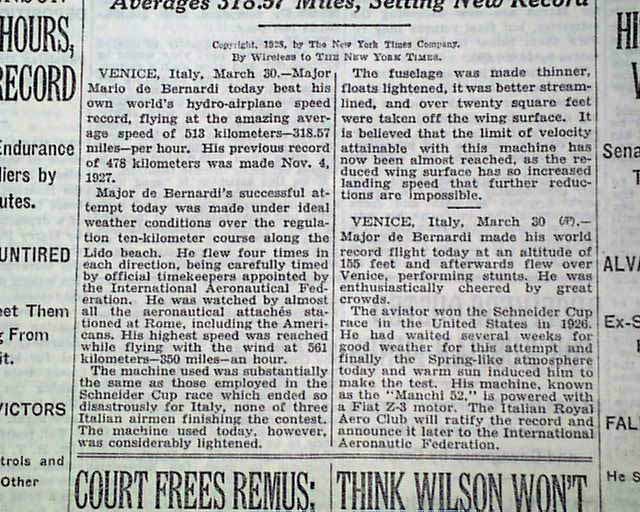 Averages 318.57 Miles, Setting New Record
Copyright, 1928, by The New York Times Company.
By Wireless to THE NEW YORK TIMES.
VENICE, Italy, March 30.—Major
Mario de Bernardi today beat his
own world's hydro-airplane speed
record, flying at the amazing aver-
age speed of 513 kilometers—318.57
miles—per hour. His previous record
of 478 kilometers was made Nov. 4,
1927.
Major de Bernardi's successful at-
tempt today was made under ideal
weather conditions over the regula-
tion ten-kilometer course along the
Lido beach. He flew four times in
each direction, being carefully timed
by official timekeepers appointed by
the International Aeronautical Fed-
eration. He was watched by almost
all the aeronautical attachés sta-
tioned at Rome, including the Ameri-
cans. His highest speed was reached
while flying with the wind at 561
kilometers—350 miles—an hour.
The machine used was substantially
the same as those employed in the
Schneider Cup race which ended so
disastrously for Italy, none of three
Italian airmen finishing the contest.
The machine used today, however,
was considerably lightened.
The fuselage was made thinner,
floats lightened, it was better stream-
lined, and over twenty square feet
were taken off the wing surface. It
is believed that the limit of velocity
attainable with this machine has
now been almost reached, as the re-
duced wing surface has so increased
landing speed that further reduc-
tions are impossible.
VENICE, Italy, March 30 (AP).—
Major de Bernardi made his world
record flight today at an altitude of
155 feet and afterwards flew over
Venice, performing stunts. He was
enthusiastically cheered by great
crowds.
The aviator won the Schneider Cup
race in the United States in 1926.
He had waited several weeks for
good weather for this attempt and
finally the Spring-like atmosphere
today and warm sun induced him to
make the test. His machine, known
as the "Manchi 52," is powered with
a Fiat Z-3 motor. The Italian Royal
Aero Club will ratify the record and
announce it later to the International
Aeronautic Federation.
COURT FREES REMUS;
THINK WILSON WON'T
HOURS,
RECORD
Endurance
liers by
utes.
UNTIRED
eet Them
g From
it.
VICTORS
trols and
Other
Sena
ALVA
Ex-S
FAL
He S